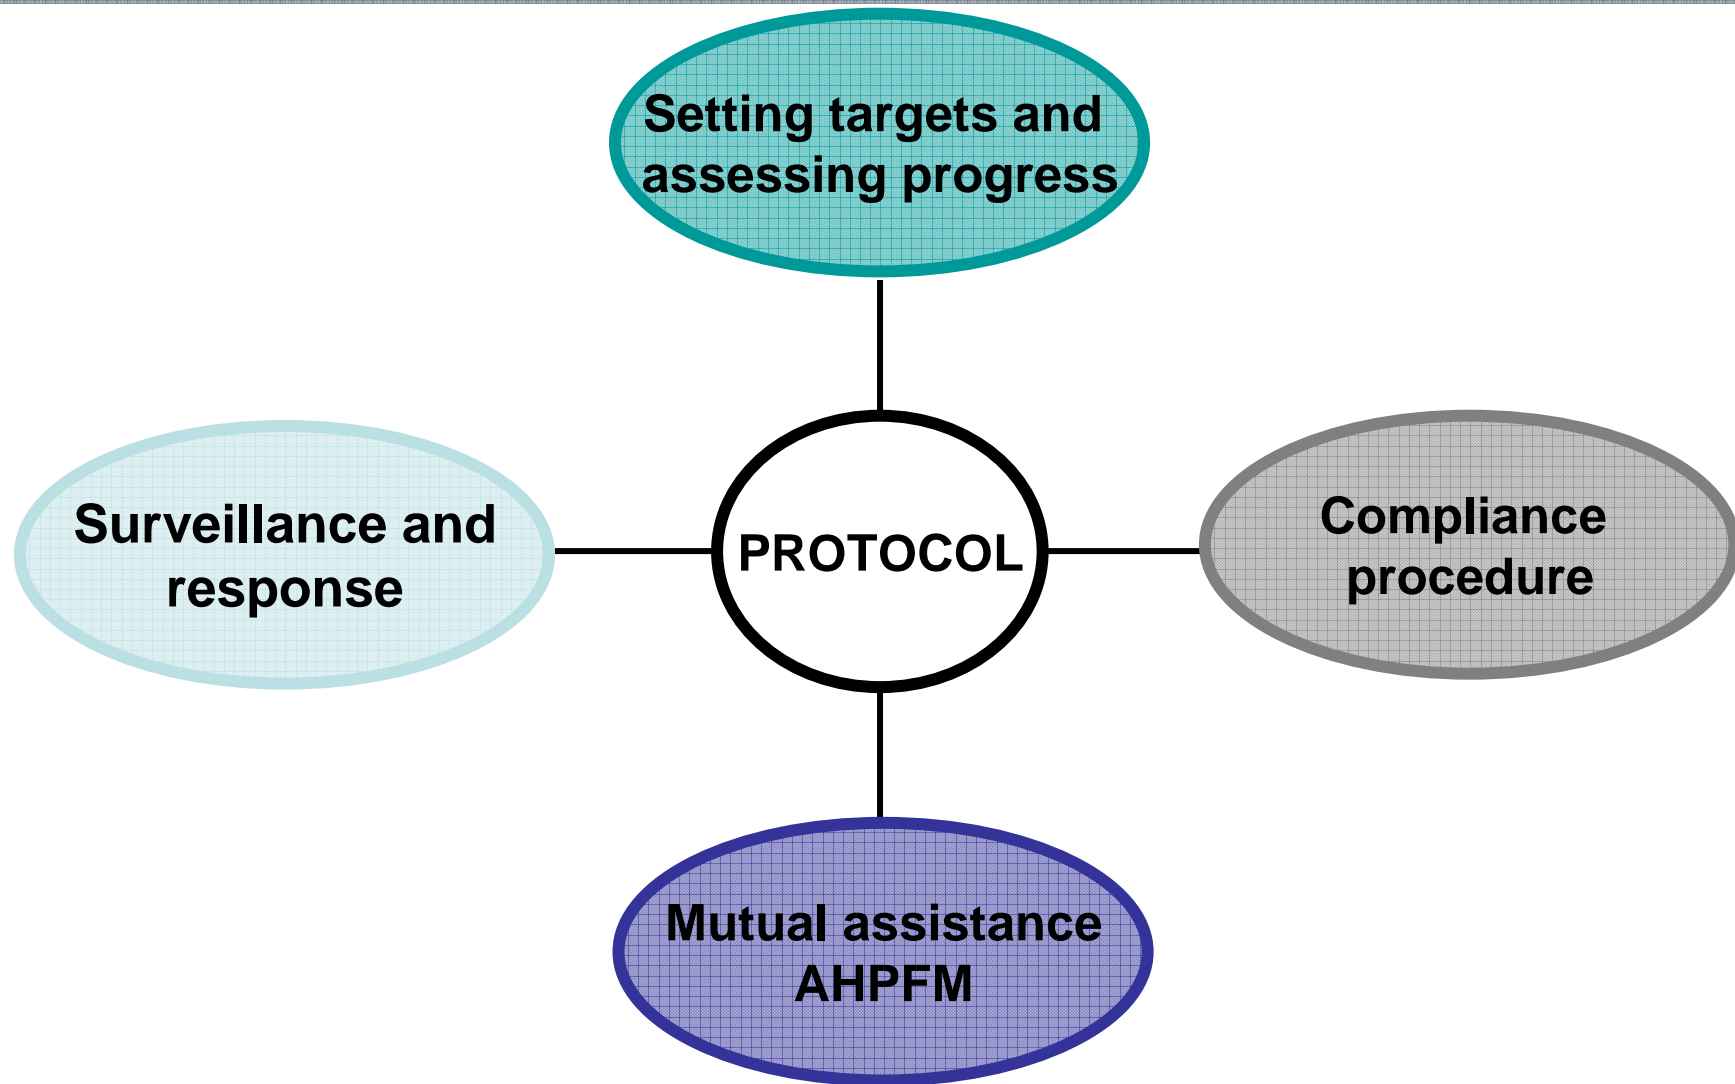 Setting targets and
assessing progress
Surveillance and
response
PROTOCOL
Compliance
procedure
Mutual assistance
AHPFM